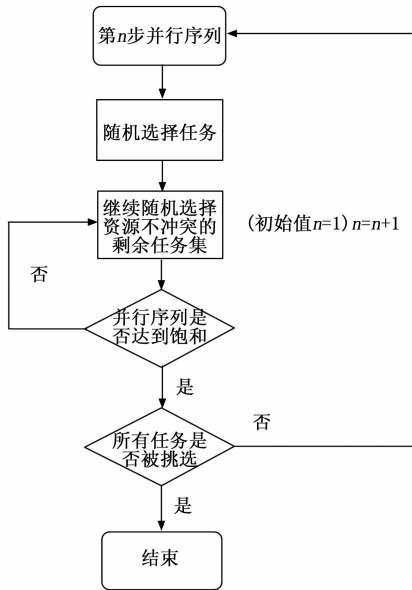 第n步并行序列
随机选择任务
继续随机选择
资源不冲突的
剩余任务集
(初始值n=1) n=n+1
否
并行序列是
否达到饱和
是
否
所有任务是
否被挑选
是
结束